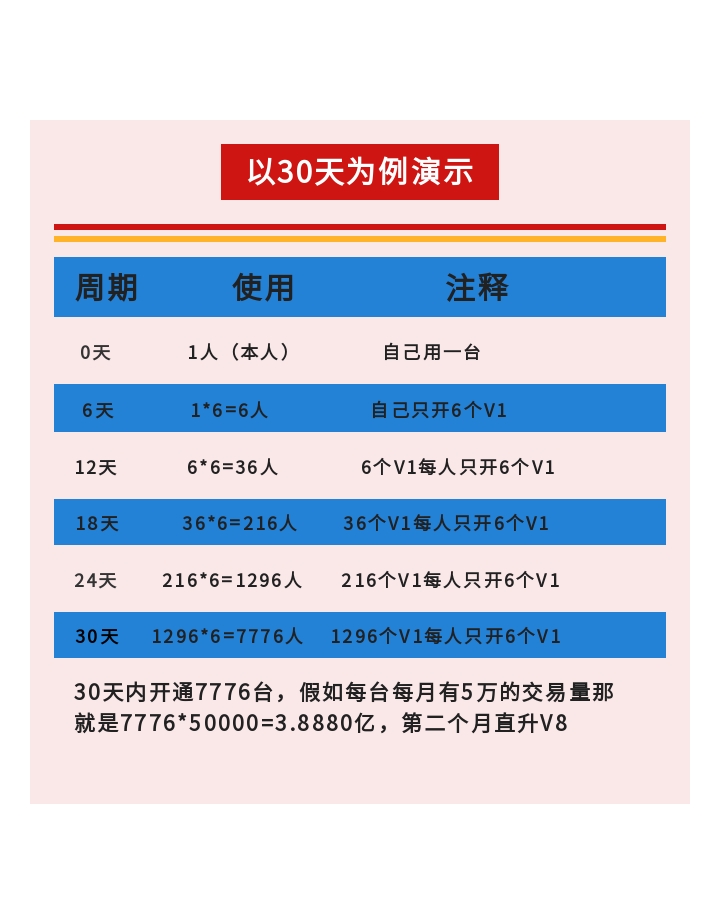 以30天为例演示
周期 使用 注释
0天 1人（本人） 自己用一台
6天 1*6=6人 自己只开6个V1
12天 6*6=36人 6个V1每人只开6个V1
18天 36*6=216人 36个V1每人只开6个V1
24天 216*6=1296人 216个V1每人只开6个V1
30天 1296*6=7776人 1296个V1每人只开6个V1
30天内开通7776台，假如每台每月有5万的交易量那
就是7776*50000=3.8880亿，第二个月直升V8